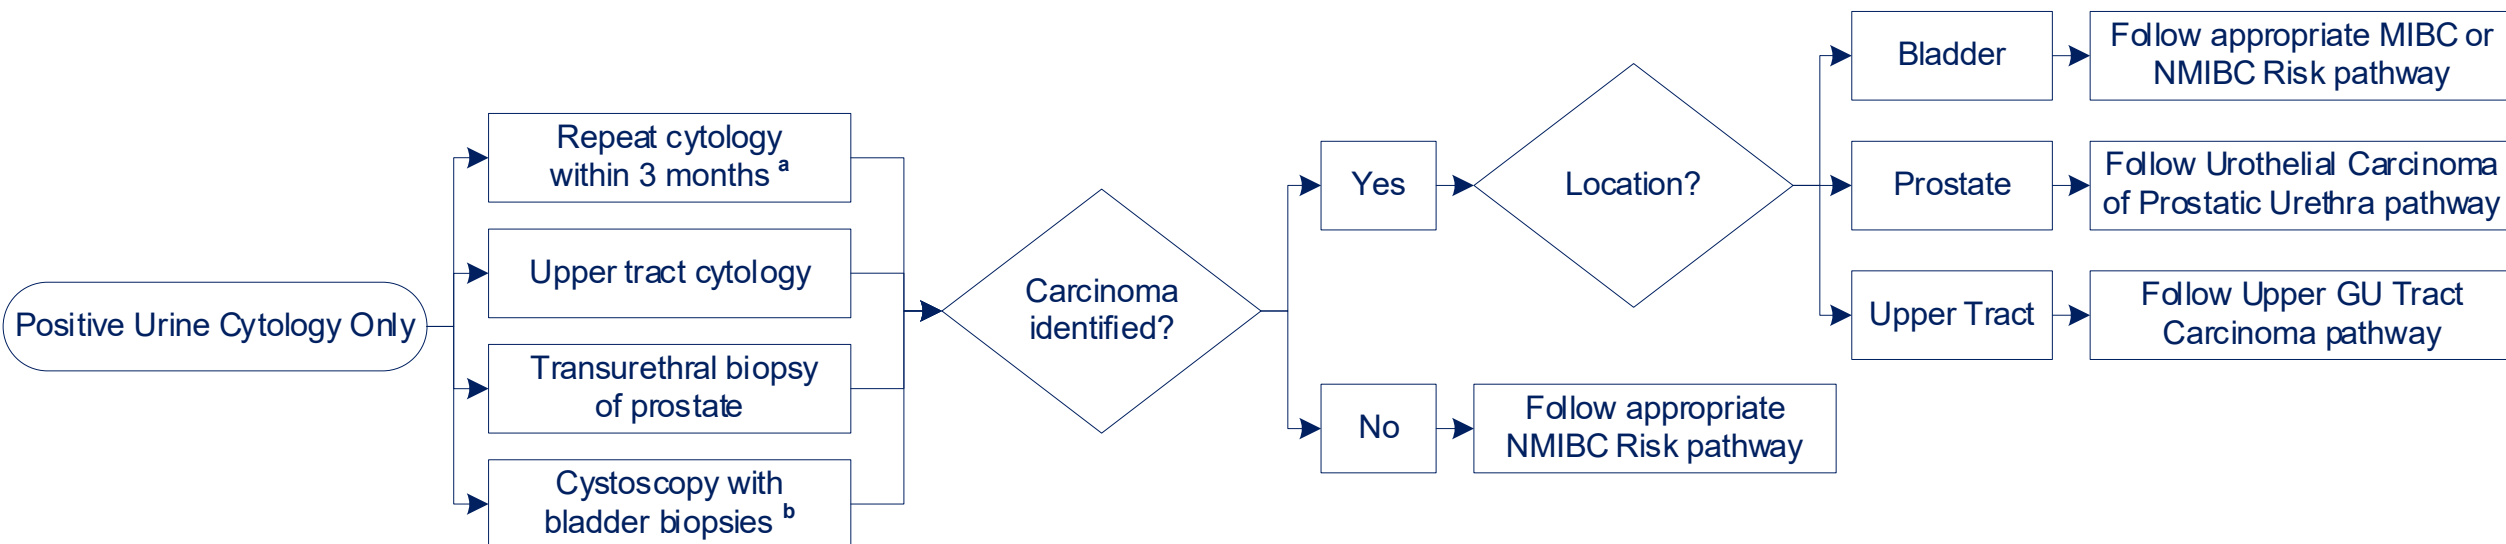 Positive Urine Cytology Only
Repeat cytology
within 3 months a
Upper tract cytology
Transurethral biopsy
of prostate
Cystoscopy with
bladder biopsies b
Carcinoma
identified?
Yes
No
Follow appropriate
NMIBC Risk pathway
Location?
Bladder
Follow appropriate MIBC or
NMIBC Risk pathway
Prostate
Follow Urothelial Carcinoma
of Prostatic Urethra pathway
Upper Tract
Follow Upper GU Tract
Carcinoma pathway